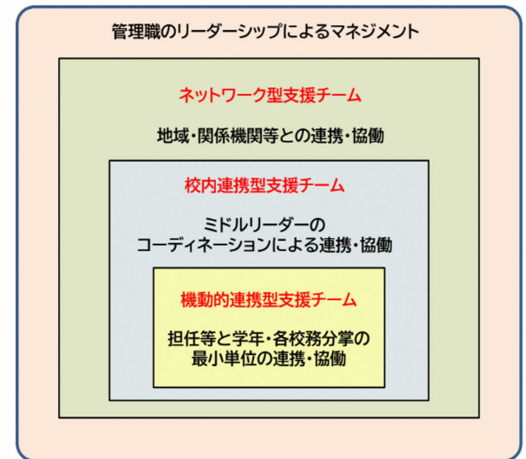 管理職のリーダーシップによるマネジメント
ネットワーク型支援チーム
地域・関係機関等との連携・協働
校内連携型支援チーム
ミドルリーダーの
コーディネーションによる連携・協働
機動的連携型支援チーム
担任等と学年・各校務分掌の
最小単位の連携・協働